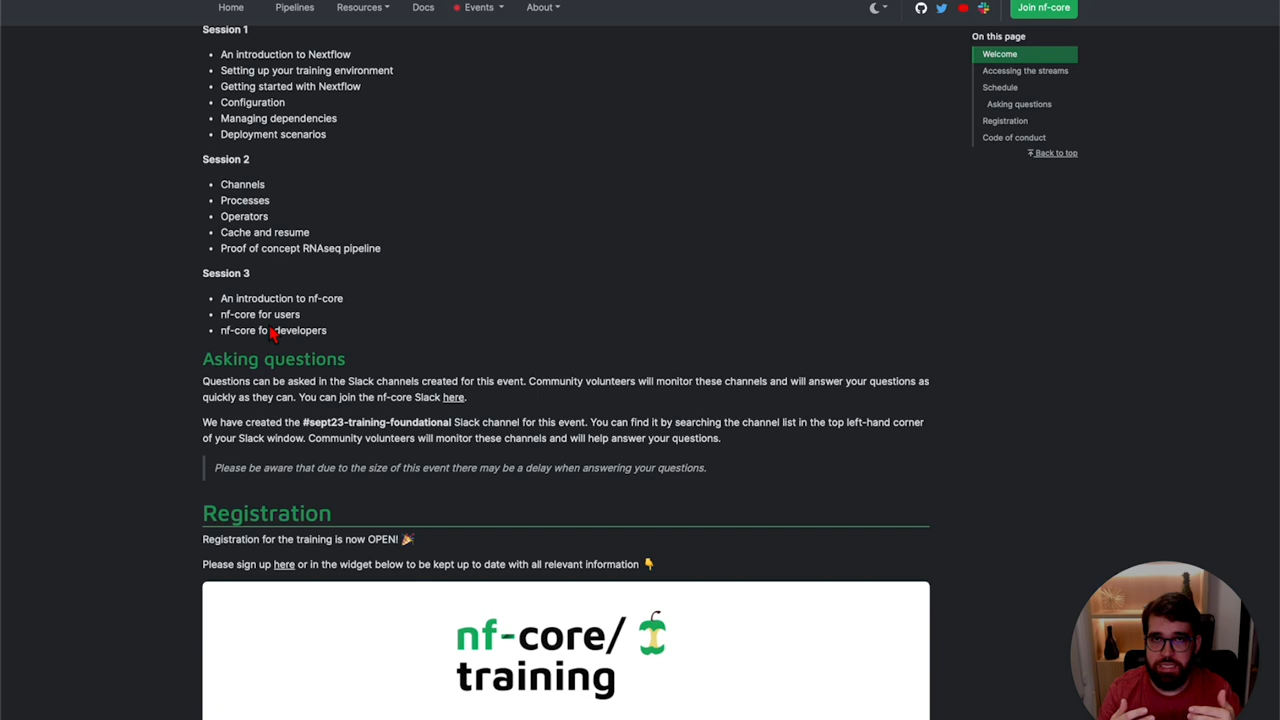 Home Pipelines Resources Docs Events About Join nf-core
Session 1
An introduction to Nextflow
Setting up your training environment
Getting started with Nextflow
Configuration
Managing dependencies
Deployment scenarios
Session 2
Channels
Processes
Operators
Cache and resume
Proof of concept RNAseq pipeline
Session 3
An introduction to nf-core
nf-core for users
nf-core fo developers
Asking questions
Questions can be asked in the Slack channels created for this event. Community volunteers will monitor these channels and will answer your questions as
quickly as they can. You can join the nf-core Slack here.
We have created the #sept23-training-foundational Slack channel for this event. You can find it by searching the channel list in the top left-hand corner
of your Slack window. Community volunteers will monitor these channels and will help answer your questions.
Please be aware that due to the size of this event there may be a delay when answering your questions.
Registration
Registration for the training is now OPEN! 🎉
Please sign up here or in the widget below to be kept up to date with all relevant information 👇
nf-core/
training
On this page
Welcome
Accessing the streams
Schedule
Asking questions
Registration
Code of conduct
Back to top